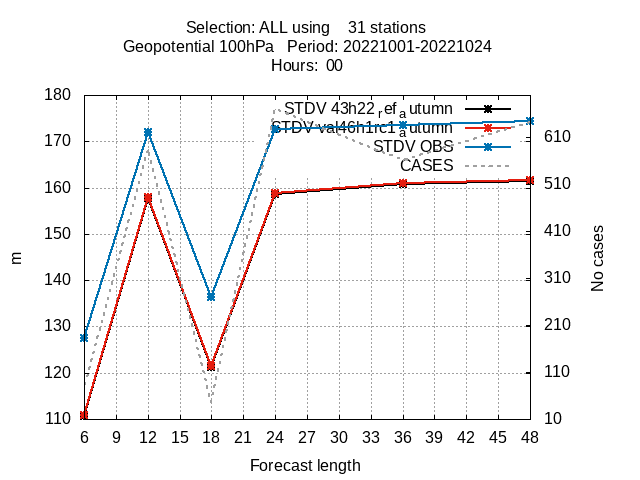 Selection: ALL using 31 stations
Geopotential 100hPa Period: 20221001-20221024
Hours: 00
STDV 43h22_ref_autumn
STDV val46h1rc1_autumn
STDV OBS
CASES
180
170
160
150
140
130
120
110
m
610
510
410
310
210
110
10
No cases
6 9 12 15 18 21 24 27 30 33 36 39 42 45 48
Forecast length